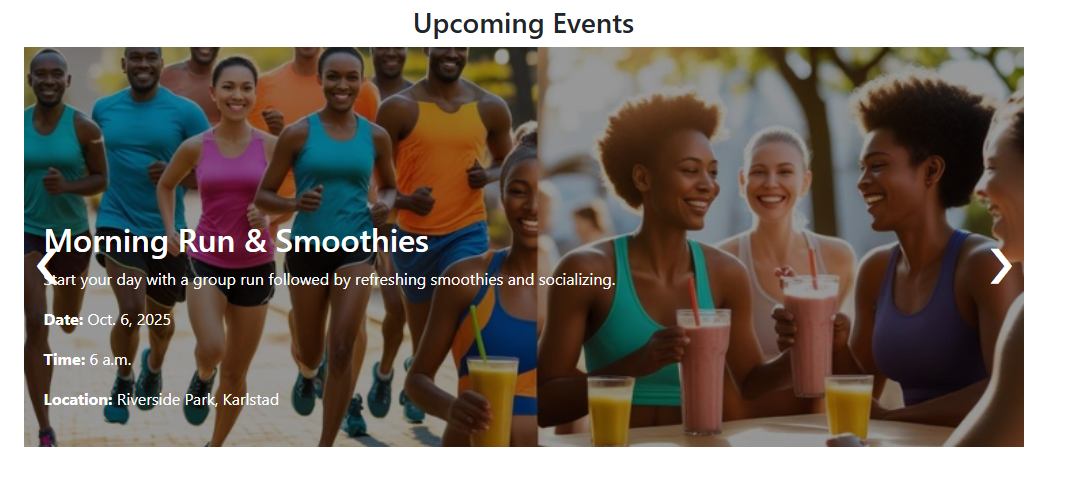 Upcoming Events
Morning Run & Smoothies
Start your day with a group run followed by refreshing smoothies and socializing.
Date: Oct. 6, 2025
Time: 6 a.m.
Location: Riverside Park, Karlstad